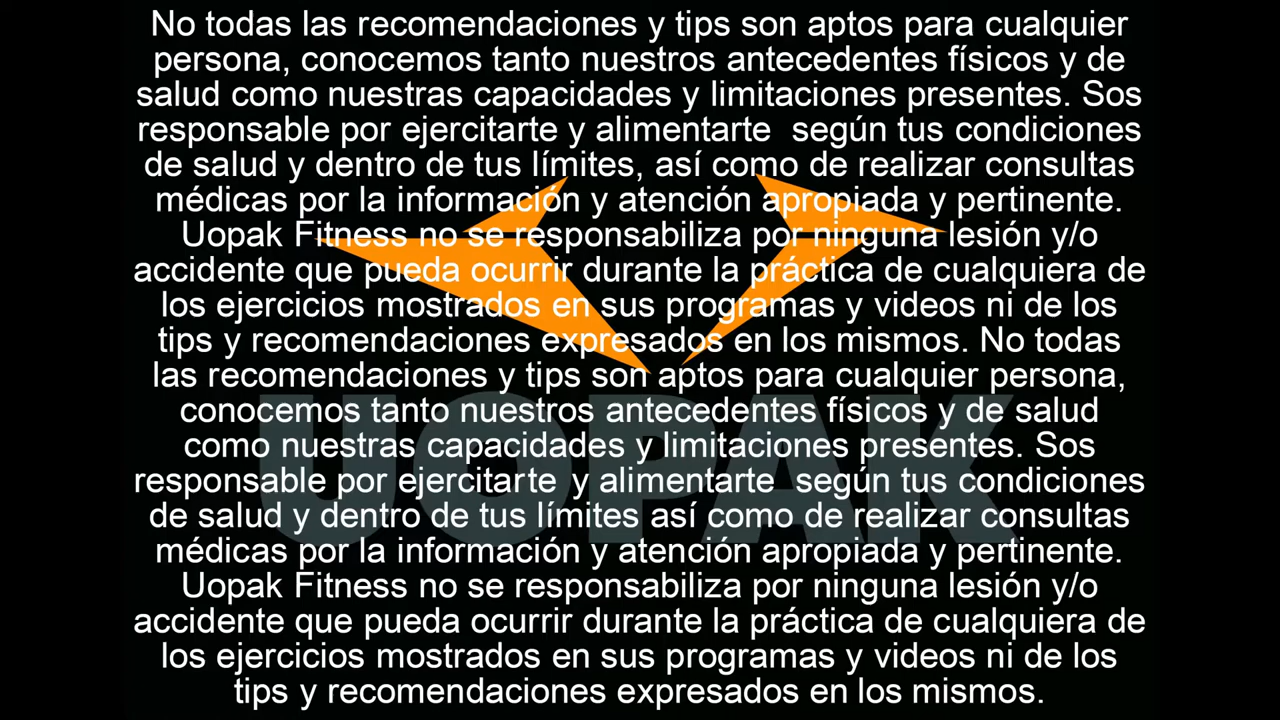 No todas las recomendaciones y tips son aptos para cualquier
persona, conocemos tanto nuestros antecedentes físicos y de
salud como nuestras capacidades y limitaciones presentes. Sos
responsable por ejercitarte y alimentarte  según tus condiciones
de salud y dentro de tus límites, así como de realizar consultas
médicas por la información y atención apropiada y pertinente.
Uopak Fitness no se responsabiliza por ninguna lesión y/o
accidente que pueda ocurrir durante la práctica de cualquiera de
los ejercicios mostrados en sus programas y videos ni de los
tips y recomendaciones expresados en los mismos. No todas
las recomendaciones y tips son aptos para cualquier persona,
conocemos tanto nuestros antecedentes físicos y de salud
como nuestras capacidades y limitaciones presentes. Sos
responsable por ejercitarte y alimentarte  según tus condiciones
de salud y dentro de tus límites así como de realizar consultas
médicas por la información y atención apropiada y pertinente.
Uopak Fitness no se responsabiliza por ninguna lesión y/o
accidente que pueda ocurrir durante la práctica de cualquiera de
los ejercicios mostrados en sus programas y videos ni de los
tips y recomendaciones expresados en los mismos.
UOPAK